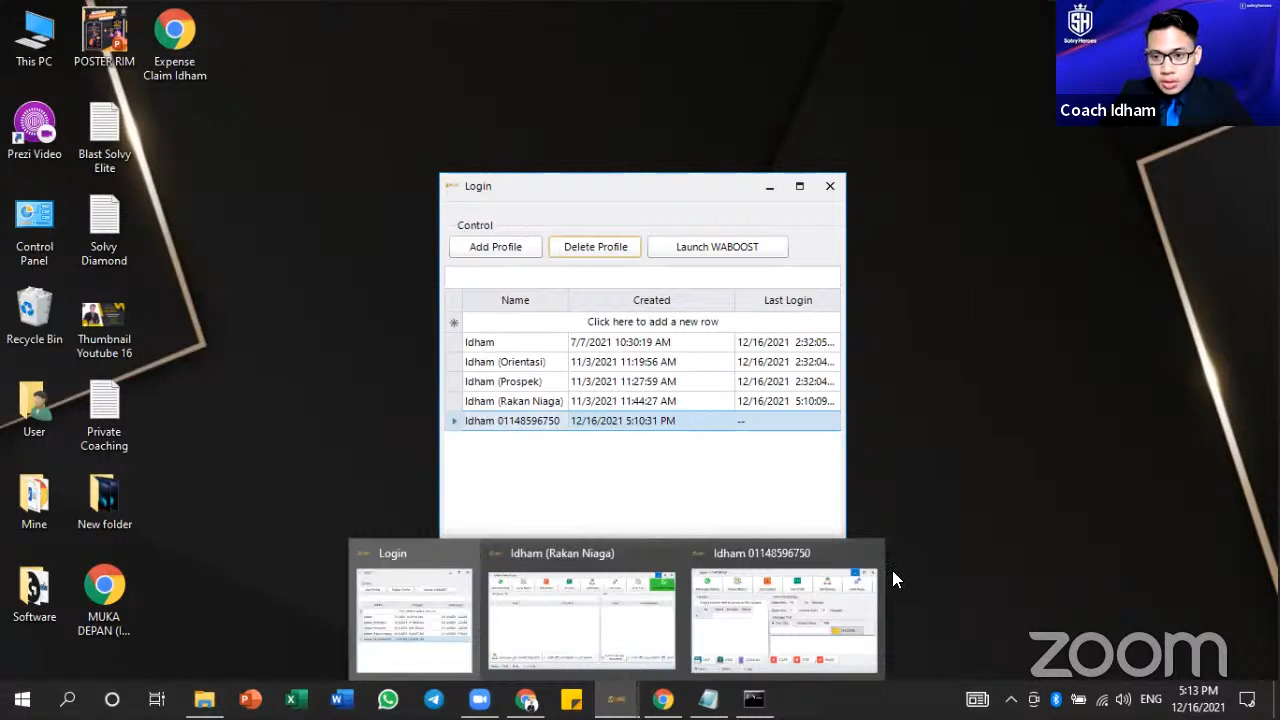 This PC
POSTER RIM
Expense
Claim Idham
Prezi Video
Blast Solvy
Elite
Control
Panel
Solvy
Diamond
Recycle Bin
Thumbnail
Youtube 16
User
Private
Coaching
Mine
New folder
Software
MUKA
DEPAN (I...
SH
SolvyHeroes
solvyheroes
Coach Idham
Login
Control
Add Profile
Delete Profile
Launch WABOOST
Name
Created
Last Login
Click here to add a new row
Idham
7/7/2021 10:30:19 AM
12/16/2021 2:32:05...
Idham (Orientasi)
11/3/2021 11:19:56 AM
12/16/2021 2:32:04...
Idham (Prospek)
11/3/2021 11:27:59 AM
12/16/2021 2:32:04...
Idham (Rakan Niaga)
11/3/2021 11:44:27 AM
12/16/2021 5:10:09...
Idham 01148596750
12/16/2021 5:10:31 PM
--
Login
Idham (Rakan Niaga)
Idham 01148596750
zoom
ENG
5:13 PM
12/16/2021